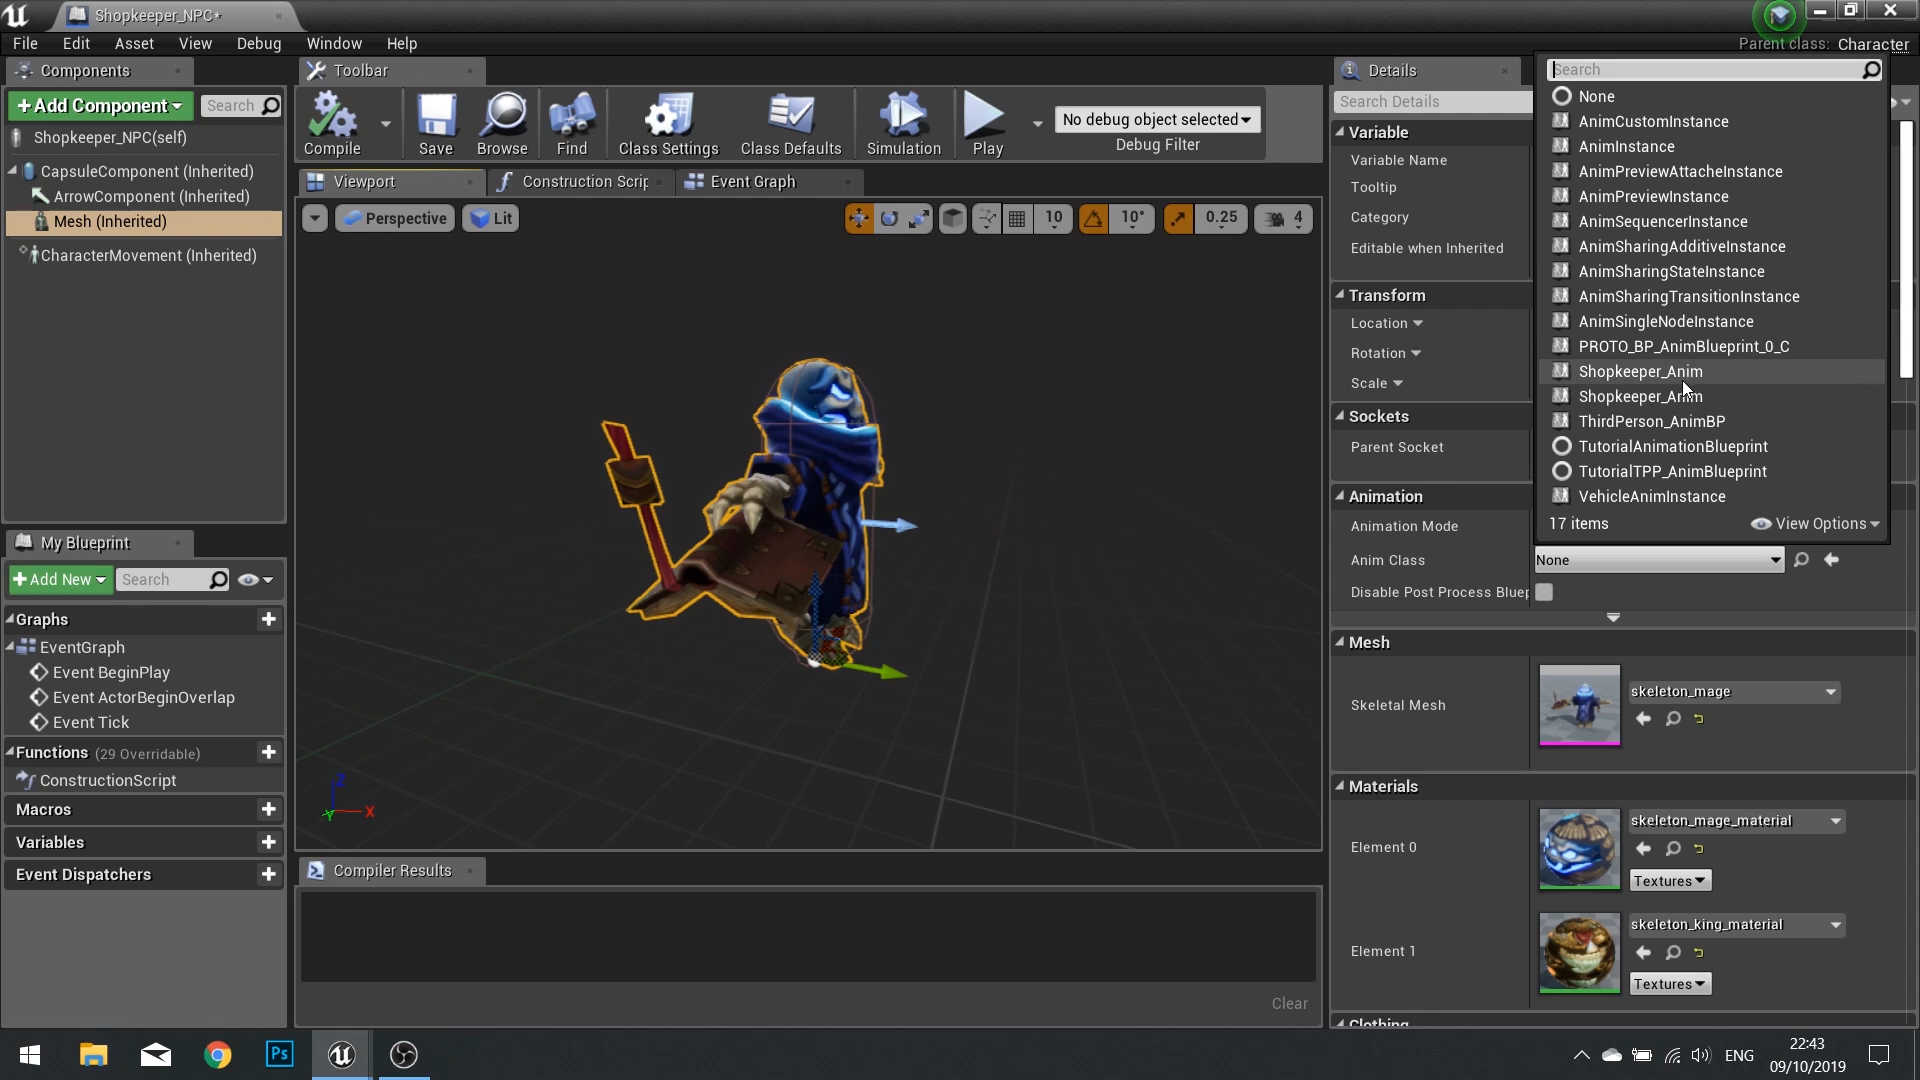 Shopkeeper_NPC*
File Edit Asset View Debug Window Help
Parent class: Character
Components
+Add Component
Search
Shopkeeper_NPC(self)
CapsuleComponent (Inherited)
ArrowComponent (Inherited)
Mesh (Inherited)
CharacterMovement (Inherited)
My Blueprint
+Add New
Search
Graphs
EventGraph
Event BeginPlay
Event ActorBeginOverlap
Event Tick
Functions (29 Overridable)
ConstructionScript
Macros
Variables
Event Dispatchers
Toolbar
Compile
Save
Browse
Find
Class Settings
Class Defaults
Simulation
Play
No debug object selected
Debug Filter
Viewport
Construction Scrip
Event Graph
Perspective
Lit
10
10°
0.25
4
Z
X
Y
Compiler Results
Clear
Details
Search Details
Variable
Variable Name
Tooltip
Category
Editable when Inherited
Transform
Location
Rotation
Scale
Sockets
Parent Socket
Animation
Animation Mode
Anim Class
None
Disable Post Process Bluep
Search
None
AnimCustomInstance
AnimInstance
AnimPreviewAttacheInstance
AnimPreviewInstance
AnimSequencerInstance
AnimSharingAdditiveInstance
AnimSharingStateInstance
AnimSharingTransitionInstance
AnimSingleNodeInstance
PROTO_BP_AnimBlueprint_0_C
Shopkeeper_Anim
Shopkeeper_Anim
ThirdPerson_AnimBP
TutorialAnimationBlueprint
TutorialTPP_AnimBlueprint
VehicleAnimInstance
17 items
View Options
Mesh
Skeletal Mesh
skeleton_mage
Materials
Element 0
skeleton_mage_material
Textures
Element 1
skeleton_king_material
Textures
Clothing
Ps
ENG
22:43
09/10/2019